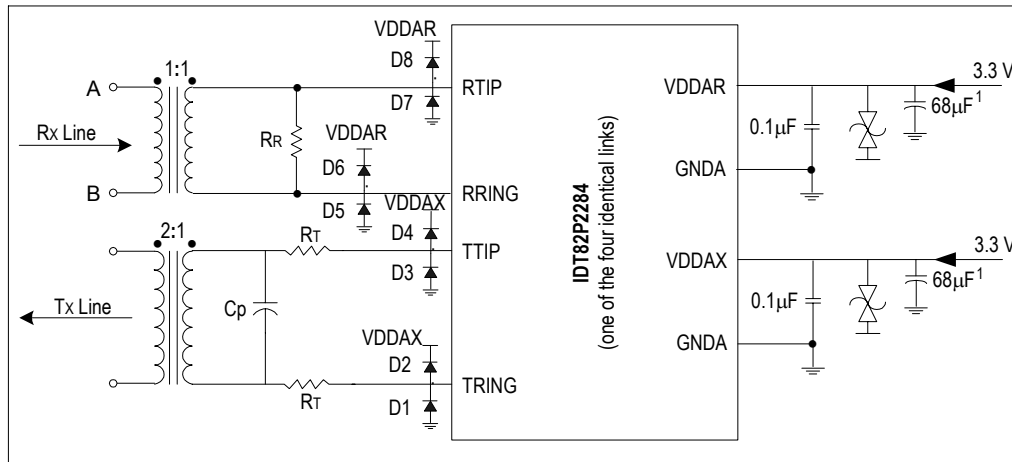 VDDAR
D8
D7
1:1
A
B
Rx Line
RR
RTIP
VDDAR
D6
D5
RRING
VDDAX
D4
D3
TTIP
2:1
RT
Tx Line
Cp
VDDAX
D2
D1
RT
TRING
IDT82P2284
(one of the four identical links)
VDDAR
3.3 V
0.1µF
68µF1
GNDA
VDDAX
3.3 V
0.1µF
68µF1
GNDA